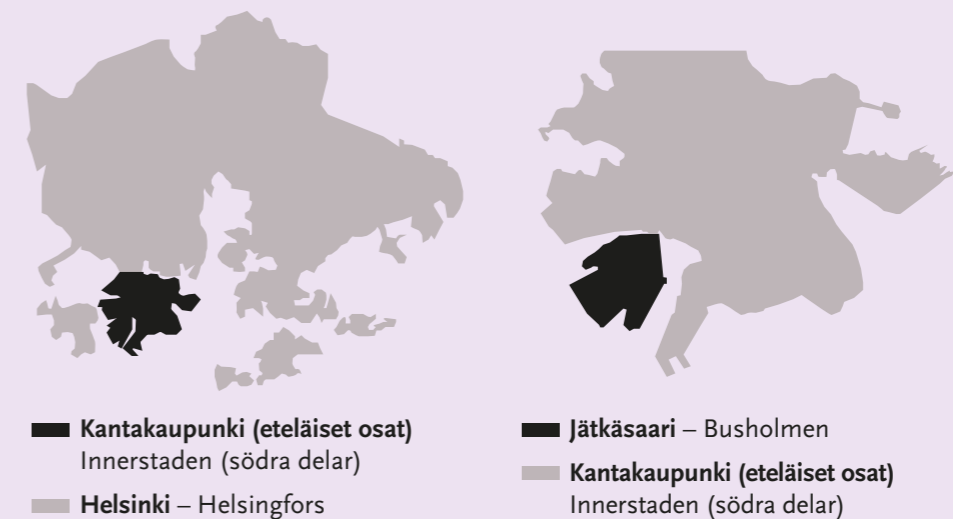 Kantakaupunki (eteläiset osat)
Innerstaden (södra delar)
Helsinki – Helsingfors
Jätkäsaari – Busholmen
Kantakaupunki (eteläiset osat)
Innerstaden (södra delar)